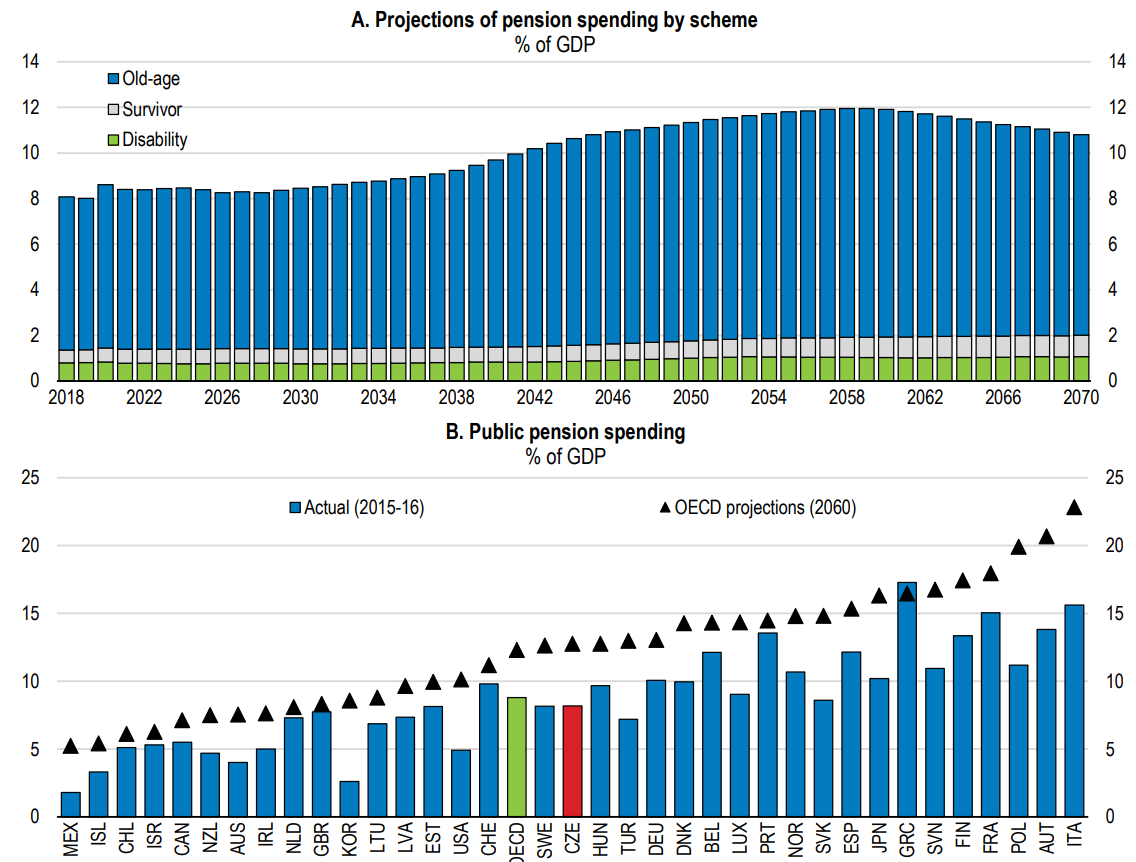 A. Projections of pension spending by scheme
% of GDP
14 14
Old-age
12 12
Survivor
Disability
10 10
8 8
6 6
4 4
2 2
0 0
2018 2022 2026 2030 2034 2038 2042 2046 2050 2054 2058 2062 2066 2070
B. Public pension spending
% of GDP
25 25
Actual (2015-16) OECD projections (2060)
20 20
15 15
10 10
5 5
0 0
MEX ISL CHL ISR CAN NZL AUS IRL NLD GBR KOR LTU LVA EST USA CHE OECD SWE CZE HUN TUR DEU DNK BEL LUX PRT NOR SVK ESP JPN GRC SVN FIN FRA POL AUT ITA